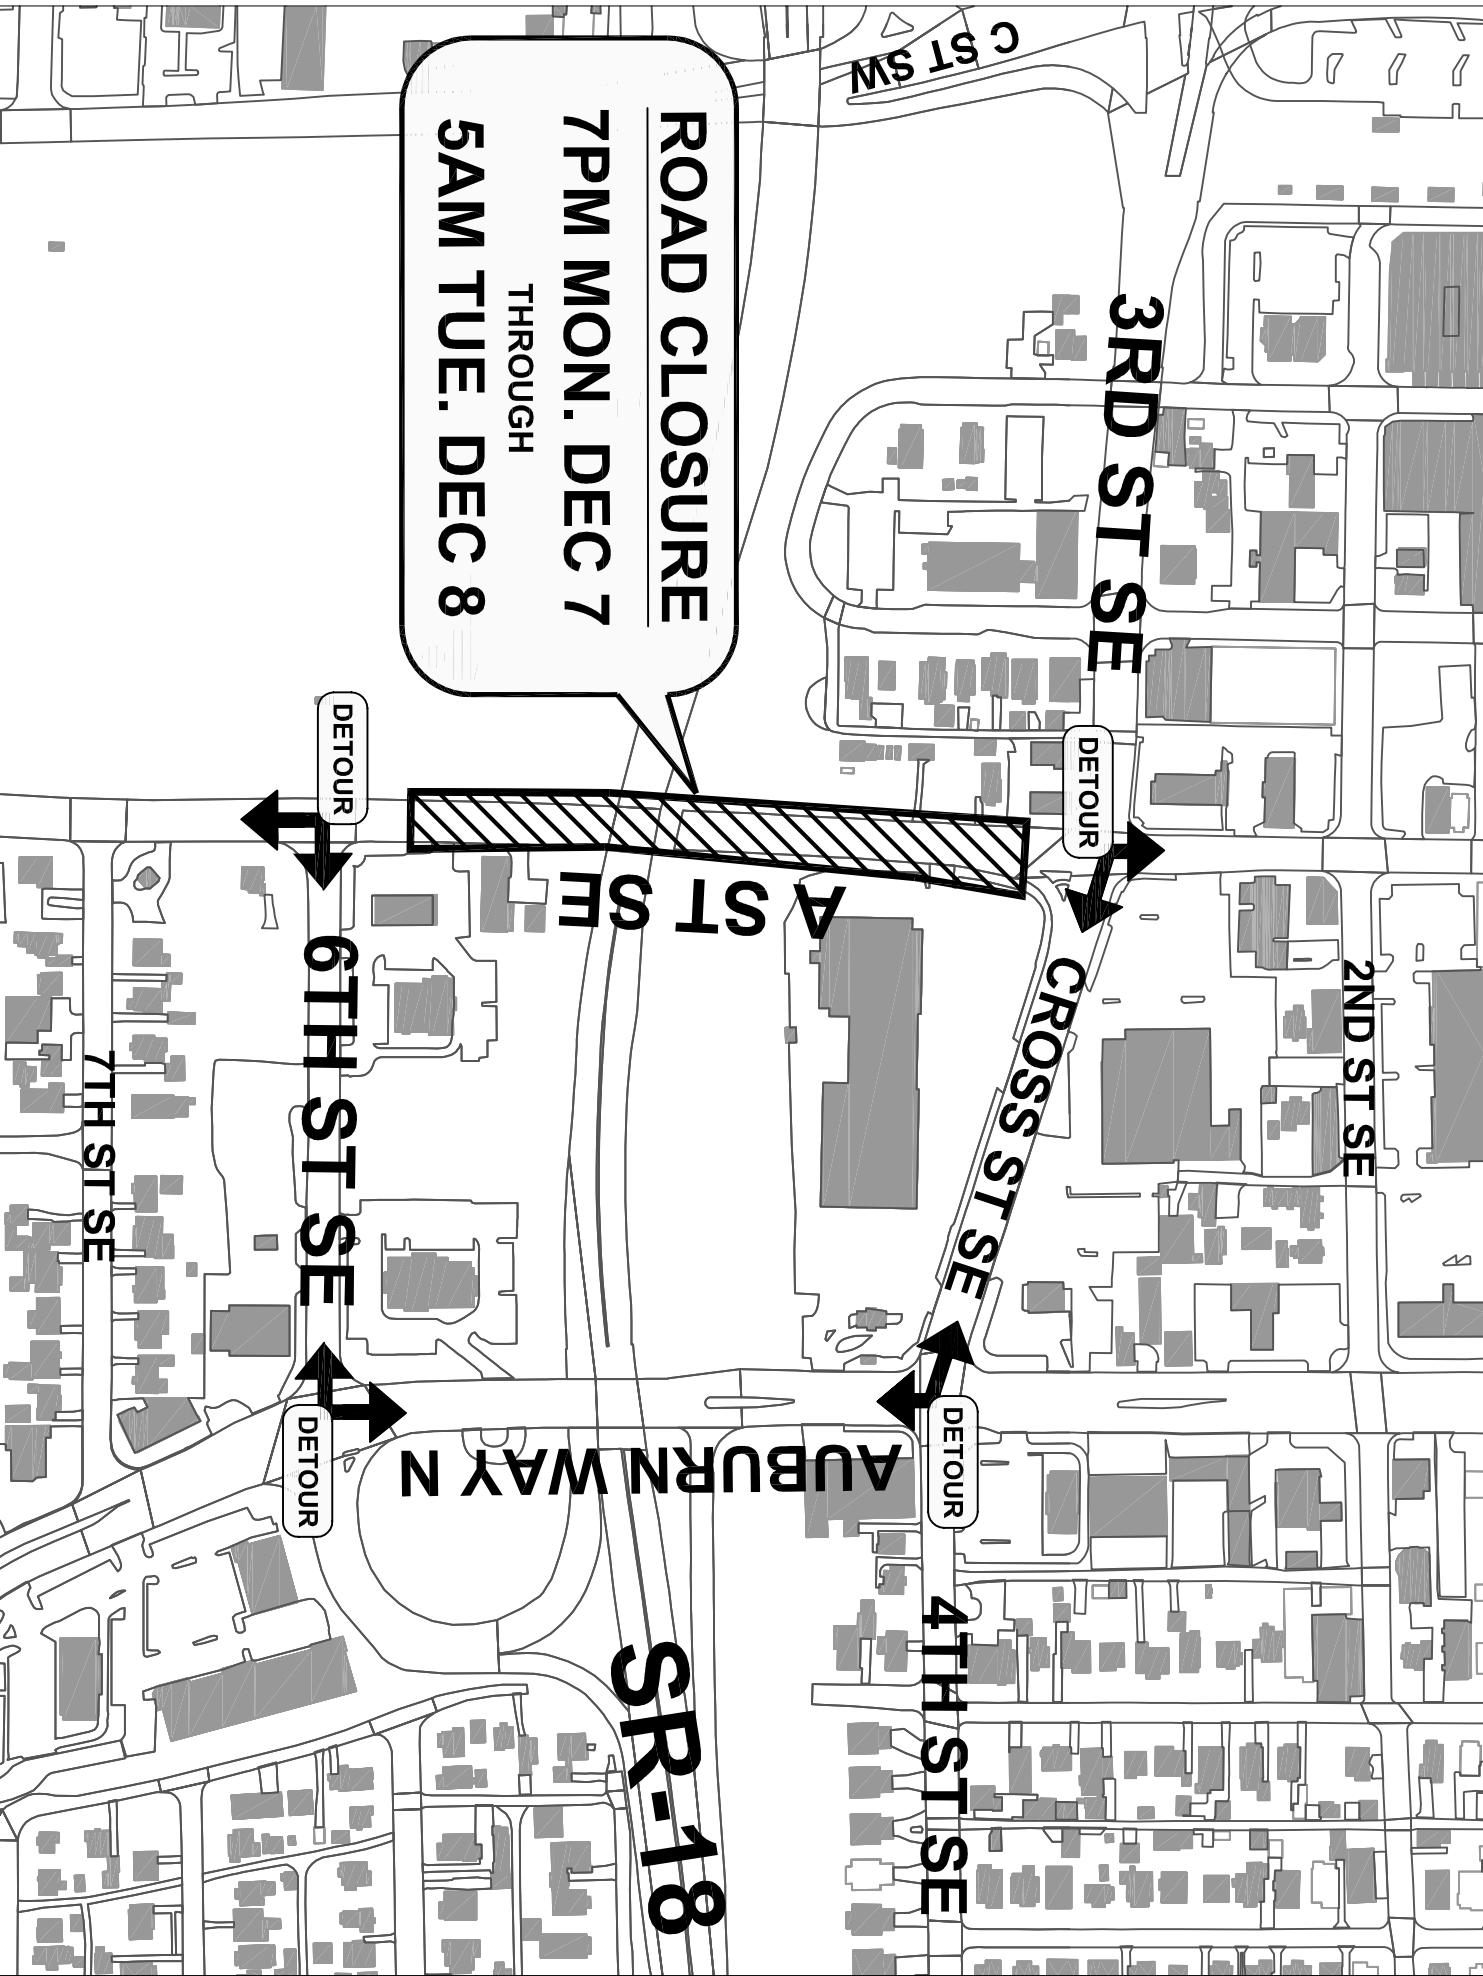 C ST SW
ROAD CLOSURE
7PM MON. DEC 7
THROUGH
5AM TUE. DEC 8
3RD ST SE
DETOUR
DETOUR
A ST SE
6TH ST SE
CROSS ST SE
2ND ST SE
7TH ST SE
DETOUR
DETOUR
AUBURN WAY N
4TH ST SE
SR-18